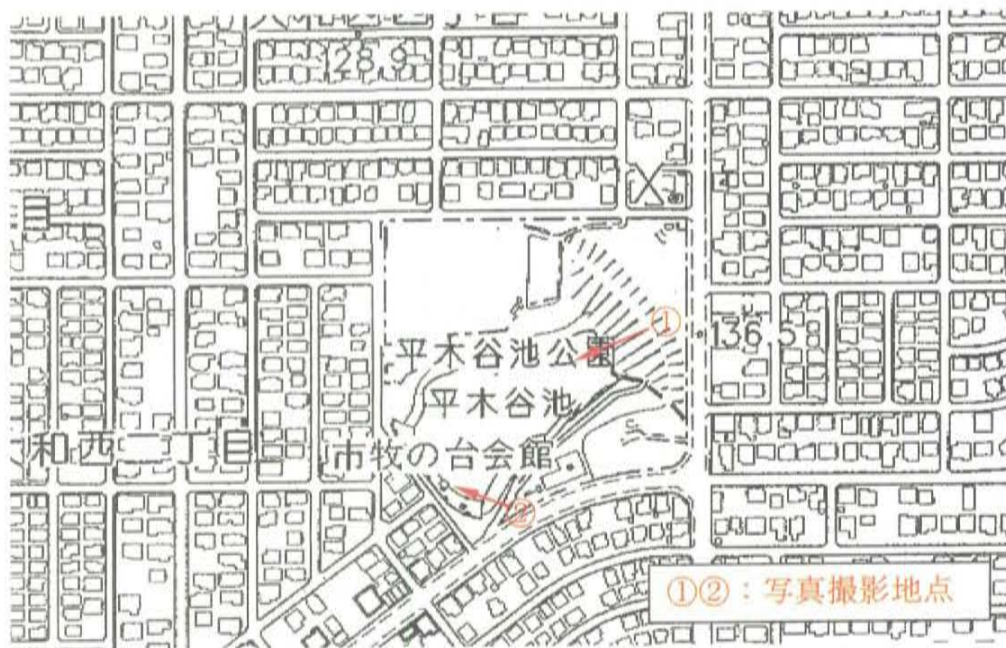 128.9
①
136.5
平木谷池公園
平木谷池
和西二丁目
市牧の台会館
②
①②：写真撮影地点